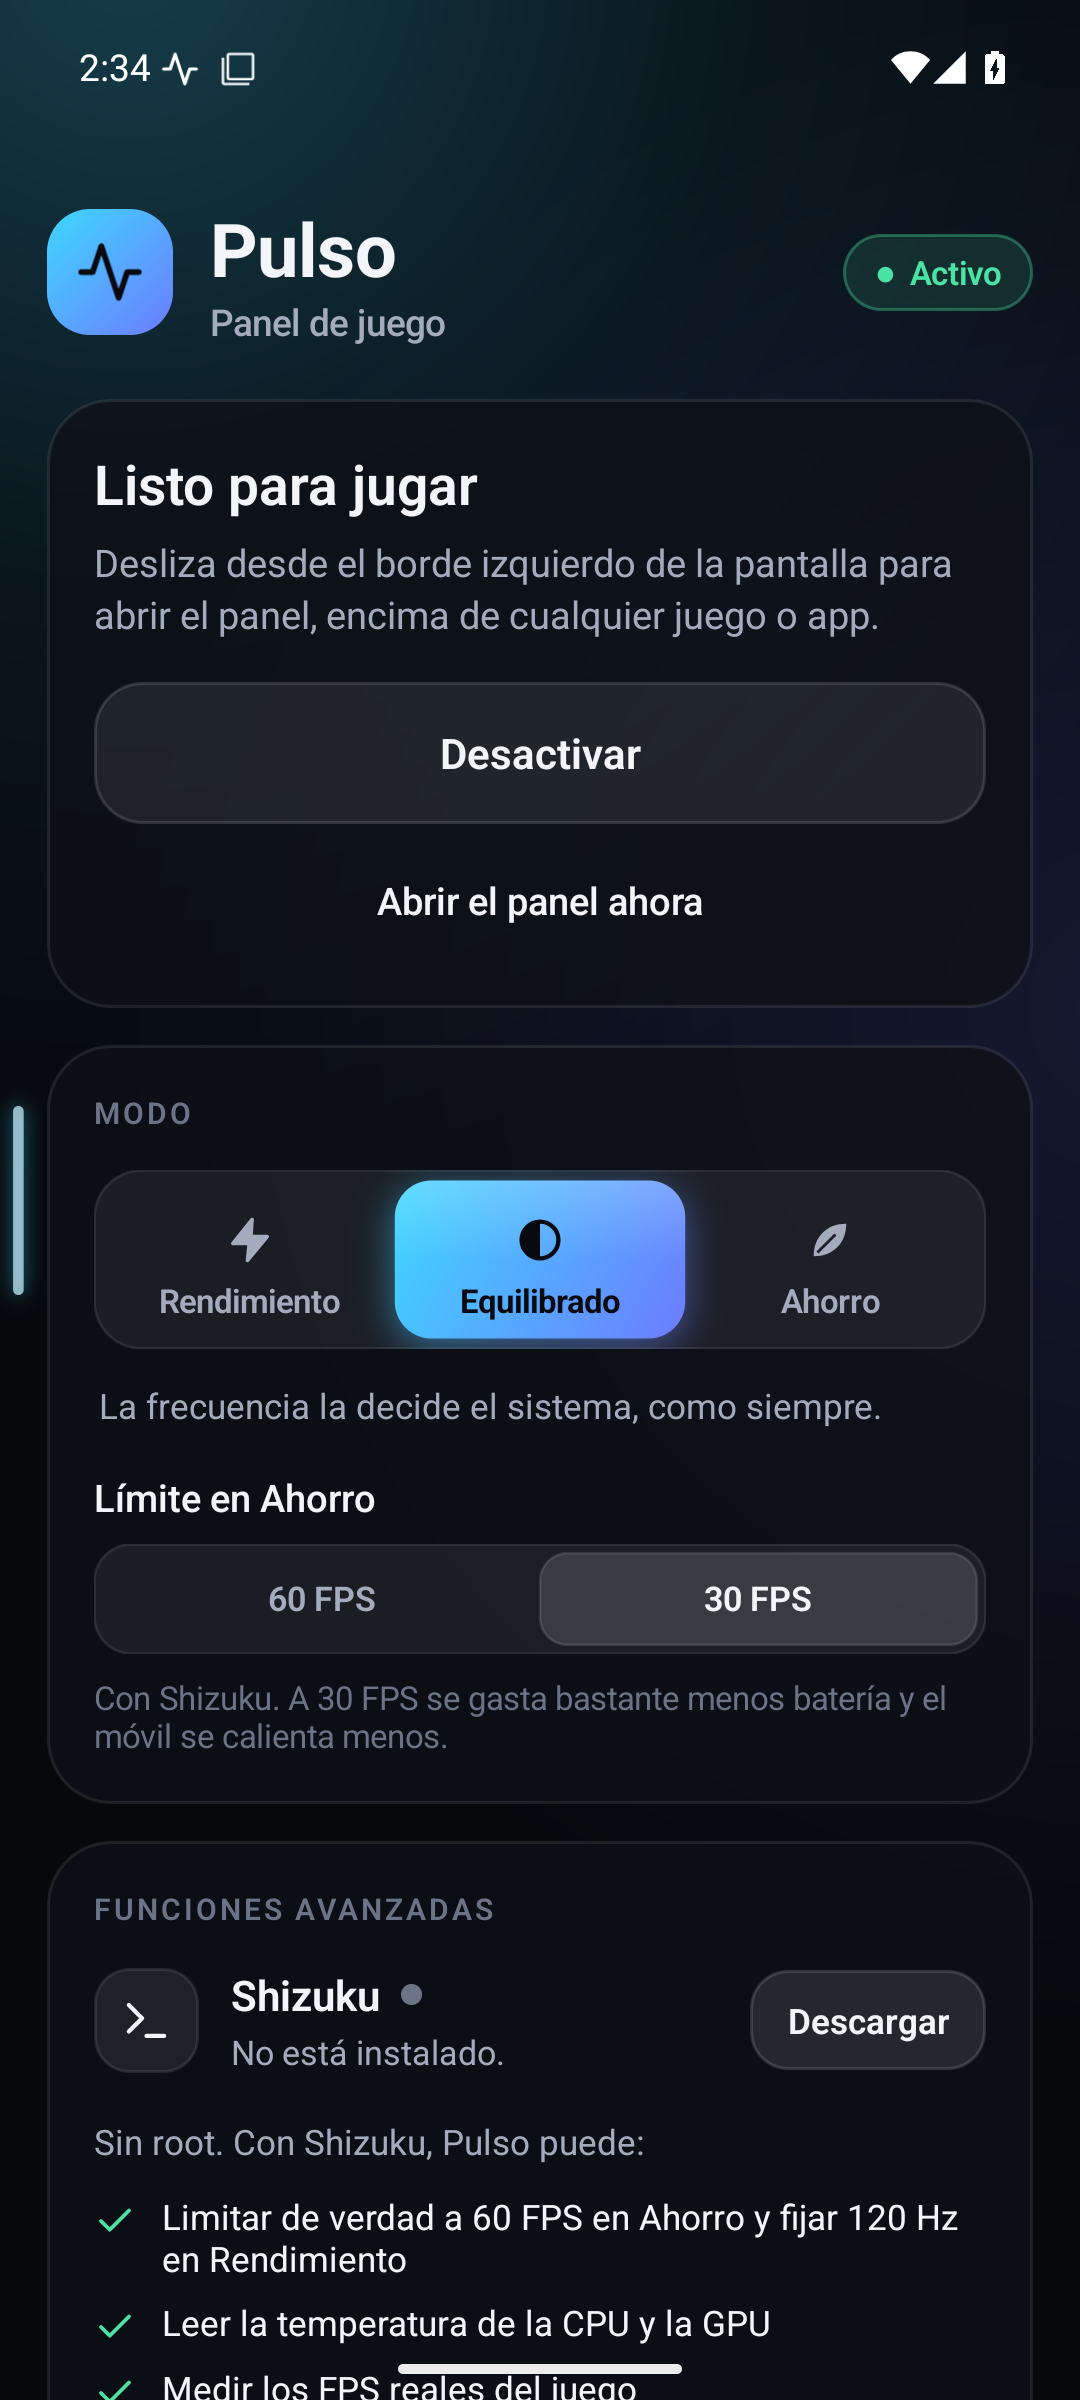 2:34
Pulso
Panel de juego
Activo
Listo para jugar
Desliza desde el borde izquierdo de la pantalla para
abrir el panel, encima de cualquier juego o app.
Desactivar
Abrir el panel ahora
MODO
Rendimiento
Equilibrado
Ahorro
La frecuencia la decide el sistema, como siempre.
Límite en Ahorro
60 FPS
30 FPS
Con Shizuku. A 30 FPS se gasta bastante menos batería y el
móvil se calienta menos.
FUNCIONES AVANZADAS
Shizuku
No está instalado.
Descargar
Sin root. Con Shizuku, Pulso puede:
Limitar de verdad a 60 FPS en Ahorro y fijar 120 Hz
en Rendimiento
Leer la temperatura de la CPU y la GPU
Medir los FPS reales del juego